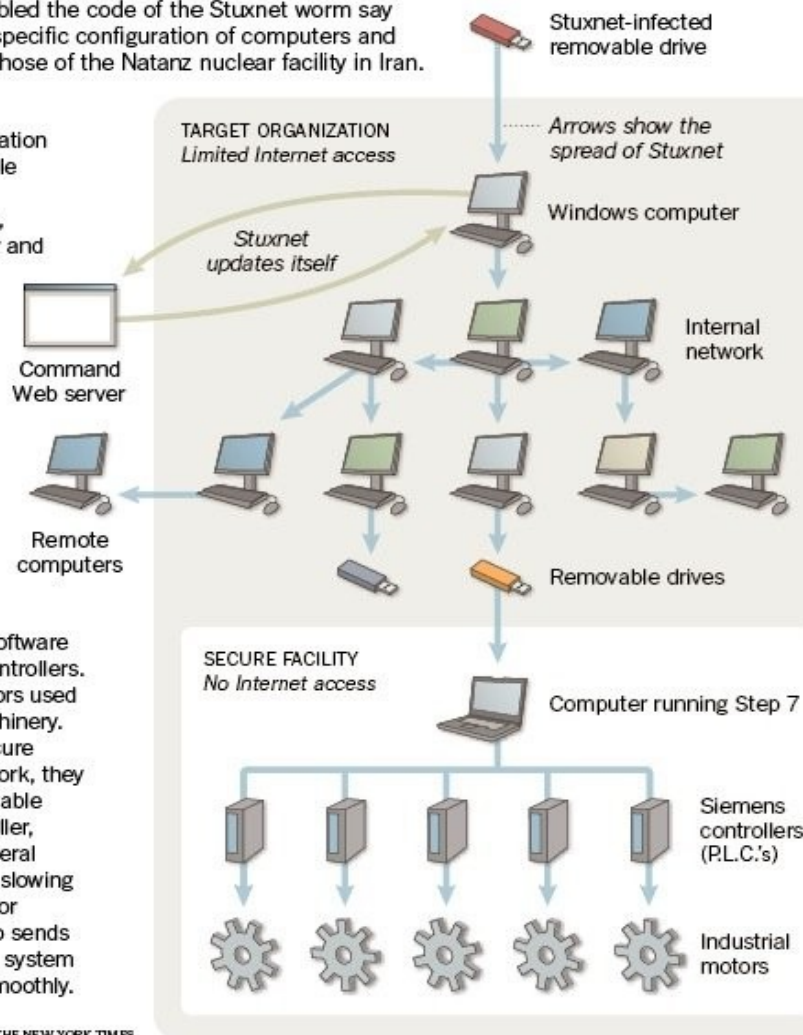 bled the code of the Stuxnet worm say
specific configuration of computers and
hose of the Natanz nuclear facility in Iran.
Stuxnet-infected
removable drive
TARGET ORGANIZATION
Limited Internet access
Arrows show the
spread of Stuxnet
ation
le
and
Windows computer
Stuxnet
updates itself
Command
Web server
Internal
network
Remote
computers
Removable drives
oftware
ntrollers.
ors used
hinery.
cure
ork, they
able
ller,
eral
slowing
or
o sends
system
moothly.
SECURE FACILITY
No Internet access
Computer running Step 7
Siemens
controllers
(P.L.C.'s)
Industrial
motors
THE NEW YORK TIMES